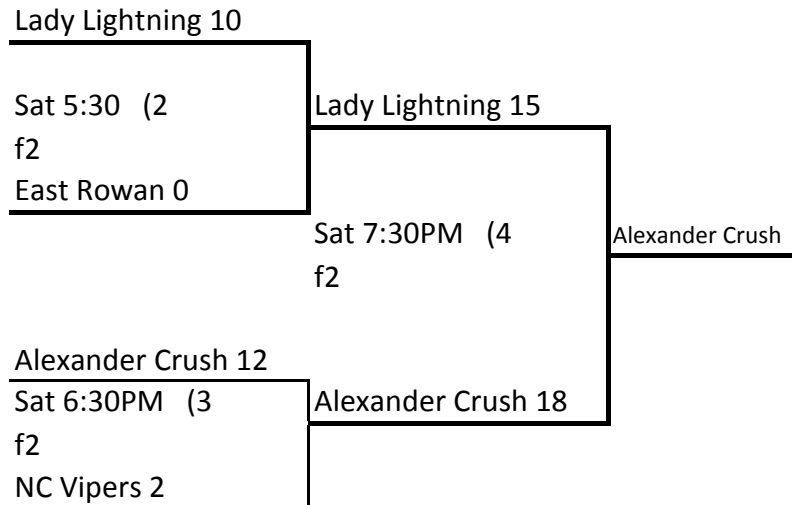 Lady Lightning 10
Sat 5:30   (2
Lady Lightning 15
f2
East Rowan 0
Sat 7:30PM   (4
Alexander Crush
f2
Alexander Crush 12
Sat 6:30PM   (3
Alexander Crush 18
f2
NC Vipers 2